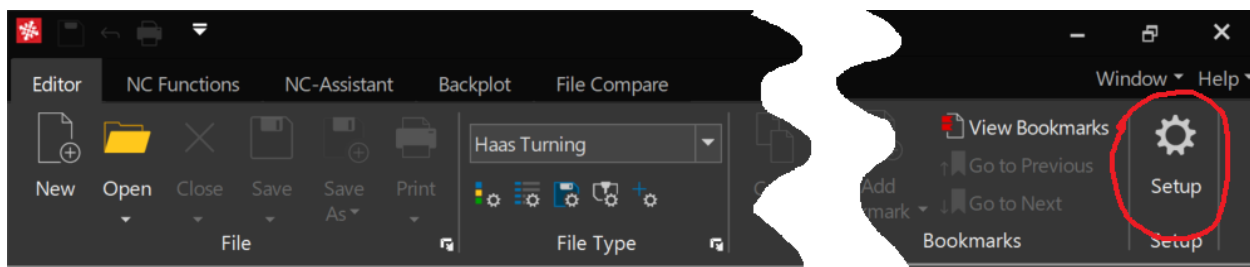 Editor NC Functions NC-Assistant Backplot File Compare Window Help
New Open Close Save Save As Print
Haas Turning
View Bookmarks
Go to Previous
Go to Next
Add
Setup
File File Type Bookmarks Setup